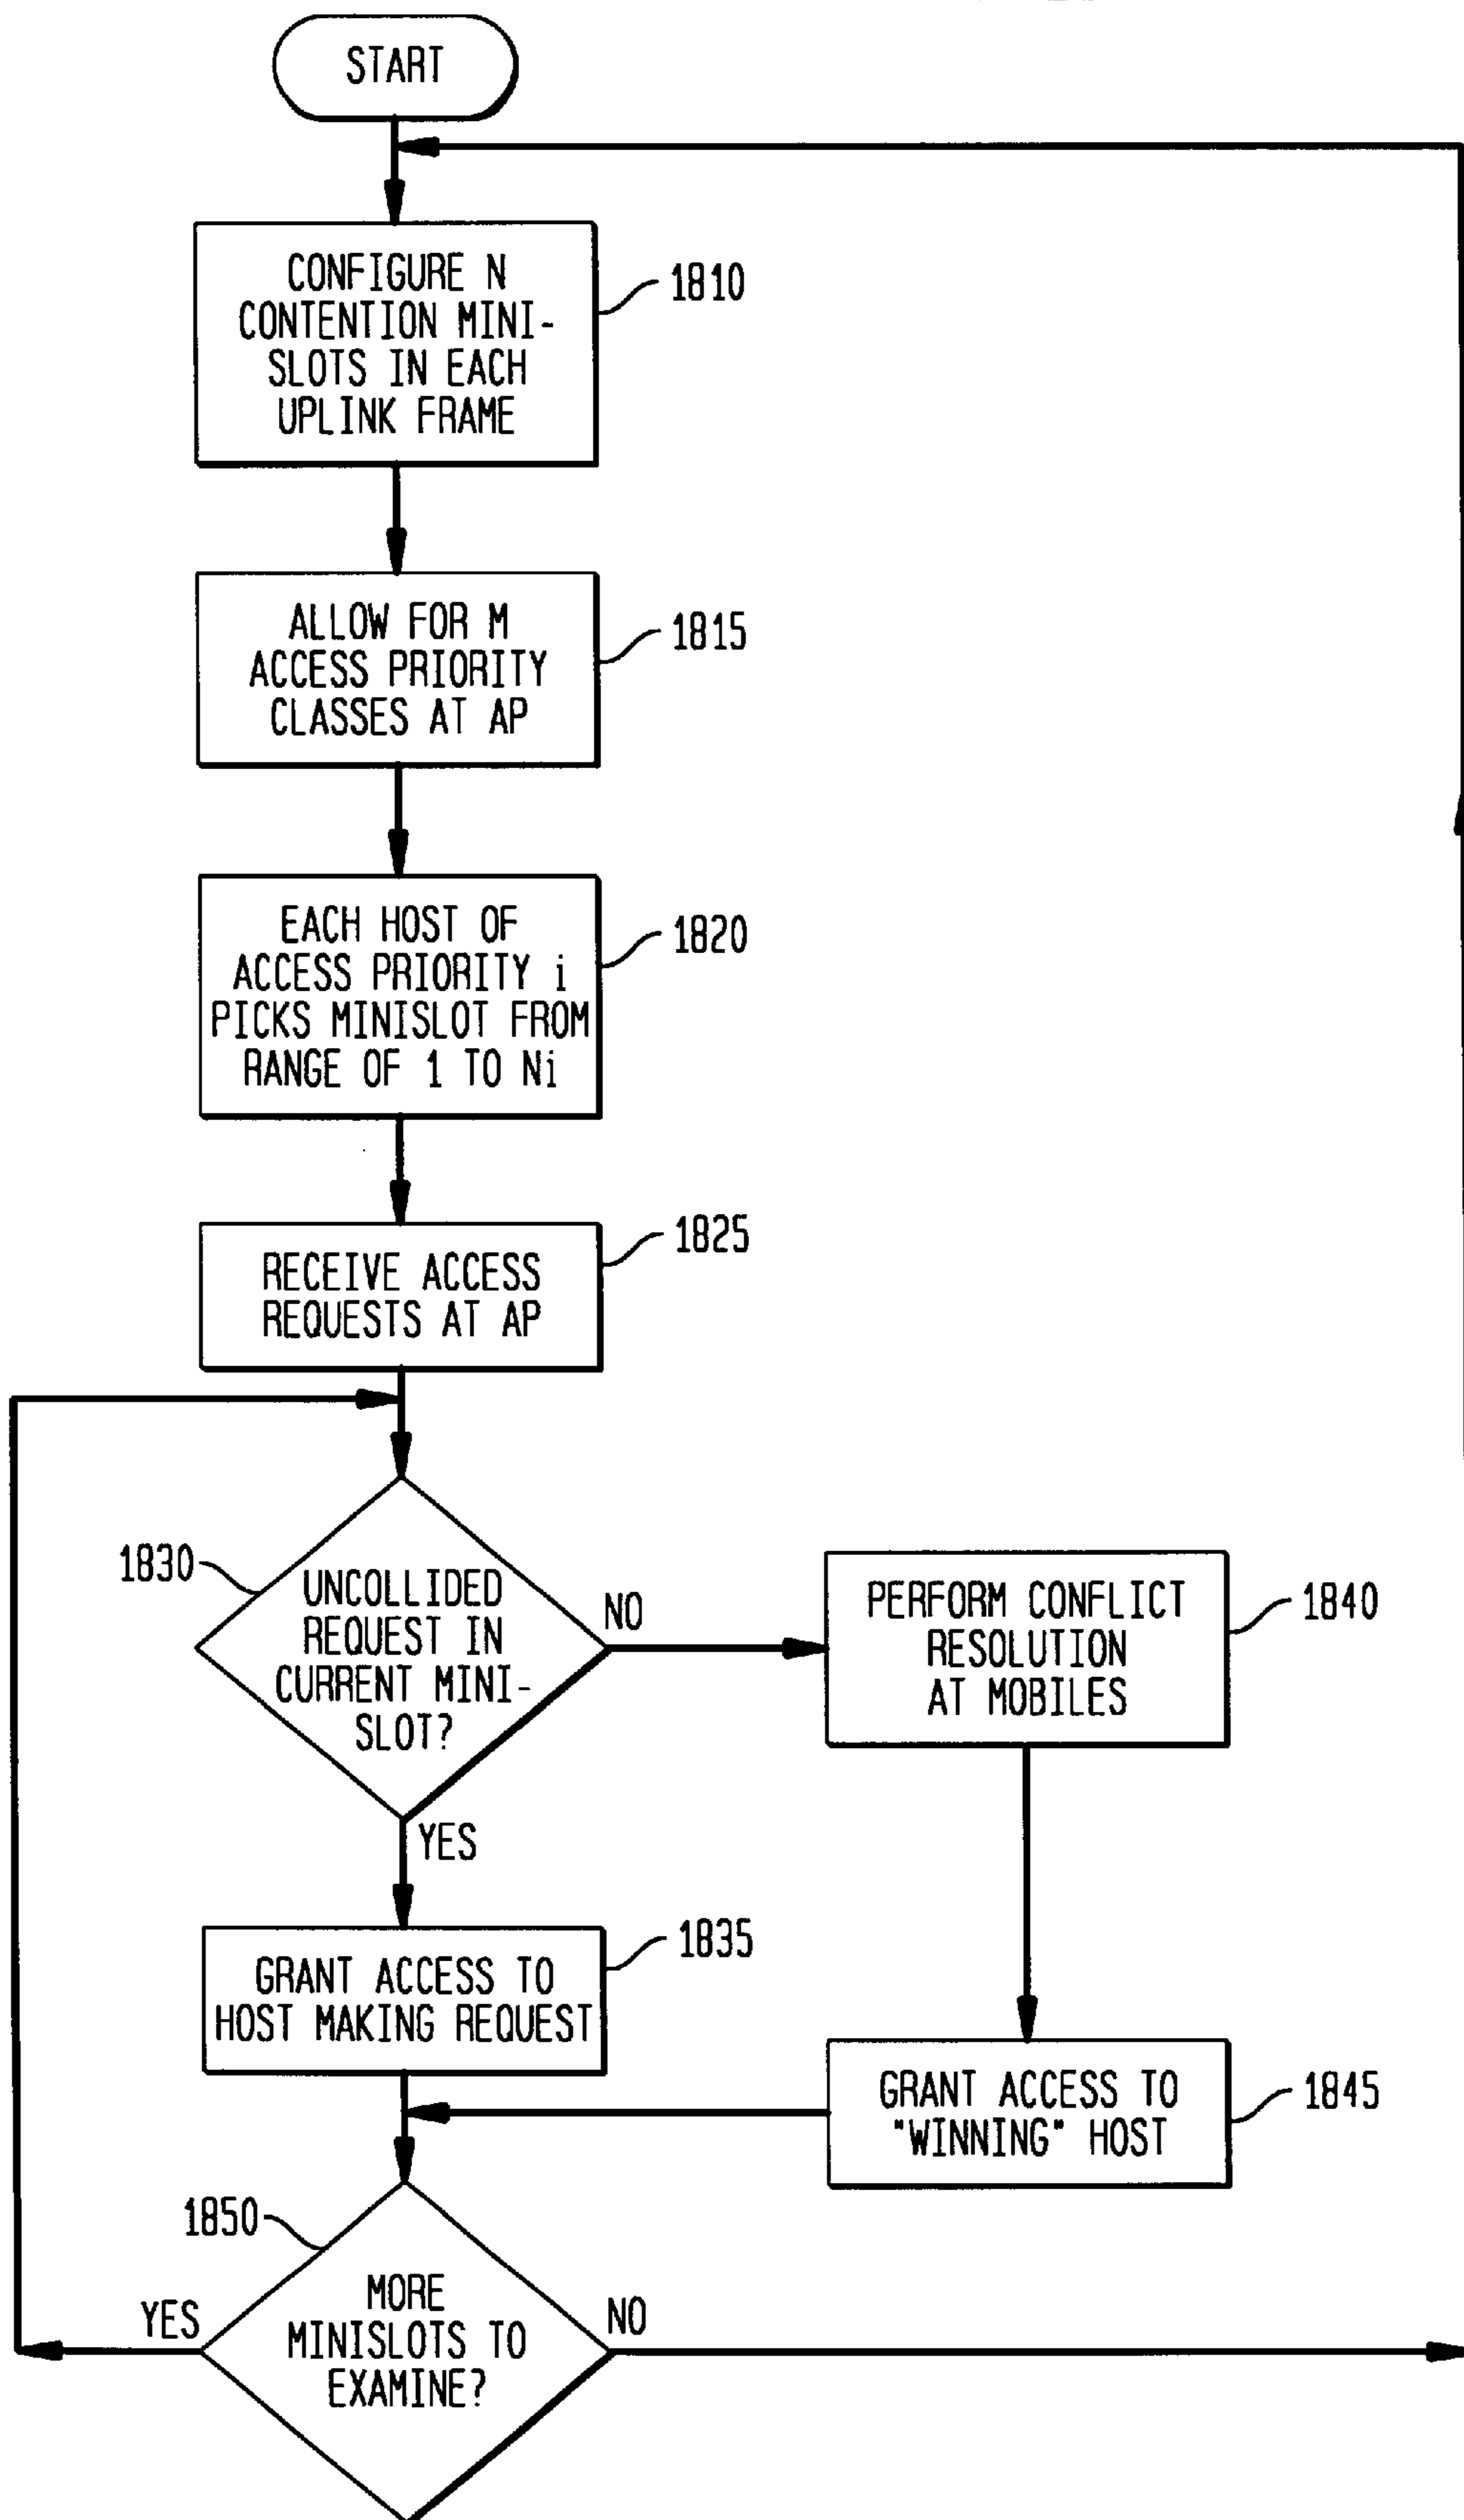 START
CONFIGURE N
CONTENTION MINI-
SLOTS IN EACH
UPLINK FRAME
1810
ALLOW FOR M
ACCESS PRIORITY
CLASSES AT AP
1815
EACH HOST OF
ACCESS PRIORITY i
PICKS MINISLOT FROM
RANGE OF 1 TO Ni
1820
RECEIVE ACCESS
REQUESTS AT AP
1825
1830
UNCOLLIDED
REQUEST IN
CURRENT MINI-
SLOT?
NO
YES
PERFORM CONFLICT
RESOLUTION
AT MOBILES
1840
GRANT ACCESS TO
HOST MAKING REQUEST
1835
GRANT ACCESS TO
"WINNING" HOST
1845
1850
MORE
MINISLOTS TO
EXAMINE?
YES
NO